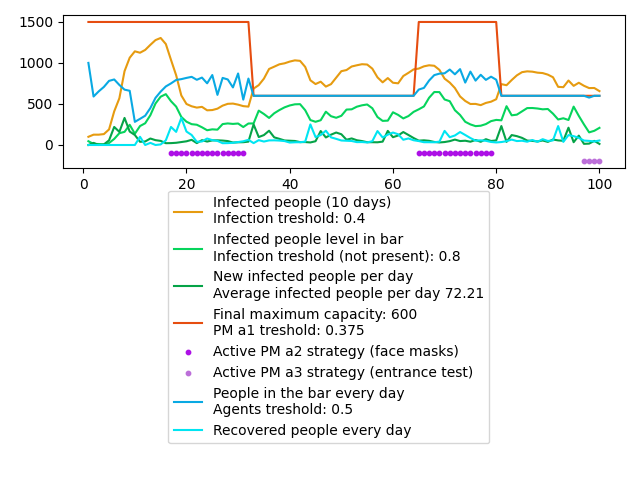 1500
1000
500
0
0
20
40
60
80
100
Infected people (10 days)
Infection treshold: 0.4
Infected people level in bar
Infection treshold (not present): 0.8
New infected people per day
Average infected people per day 72.21
Final maximum capacity: 600
PM a1 treshold: 0.375
Active PM a2 strategy (face masks)
Active PM a3 strategy (entrance test)
People in the bar every day
Agents treshold: 0.5
Recovered people every day